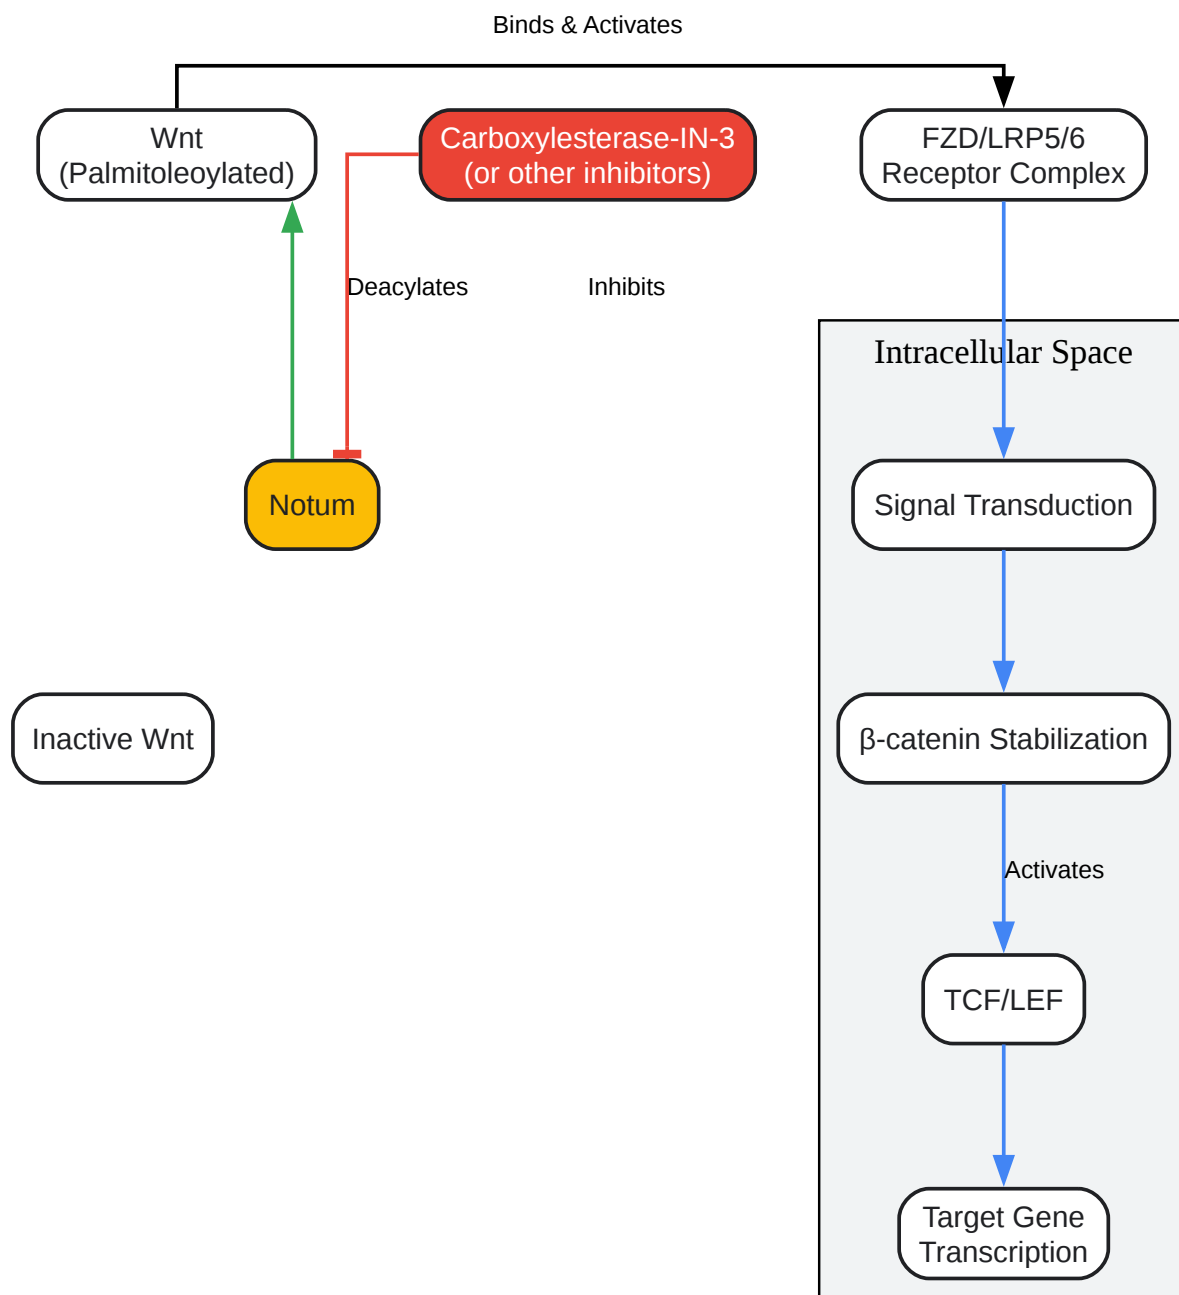 Binds & Activates
Wnt
(Palmitoleoylated)
Carboxylesterase-IN-3
(or other inhibitors)
FZD/LRP5/6
Receptor Complex
Deacylates
Inhibits
Intracellular Space
Notum
Signal Transduction
Inactive Wnt
β-catenin Stabilization
Activates
TCF/LEF
Target Gene
Transcription